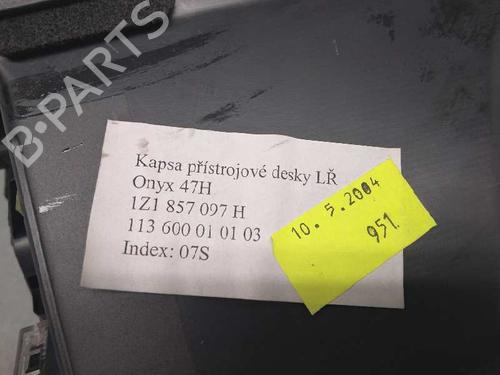 B-PARTS
Kapsa přístrojové desky LŘ
Onyx 47H
1Z1 857 097 H
113 600 01 01 03
Index: 07S
10.5.2004
951.